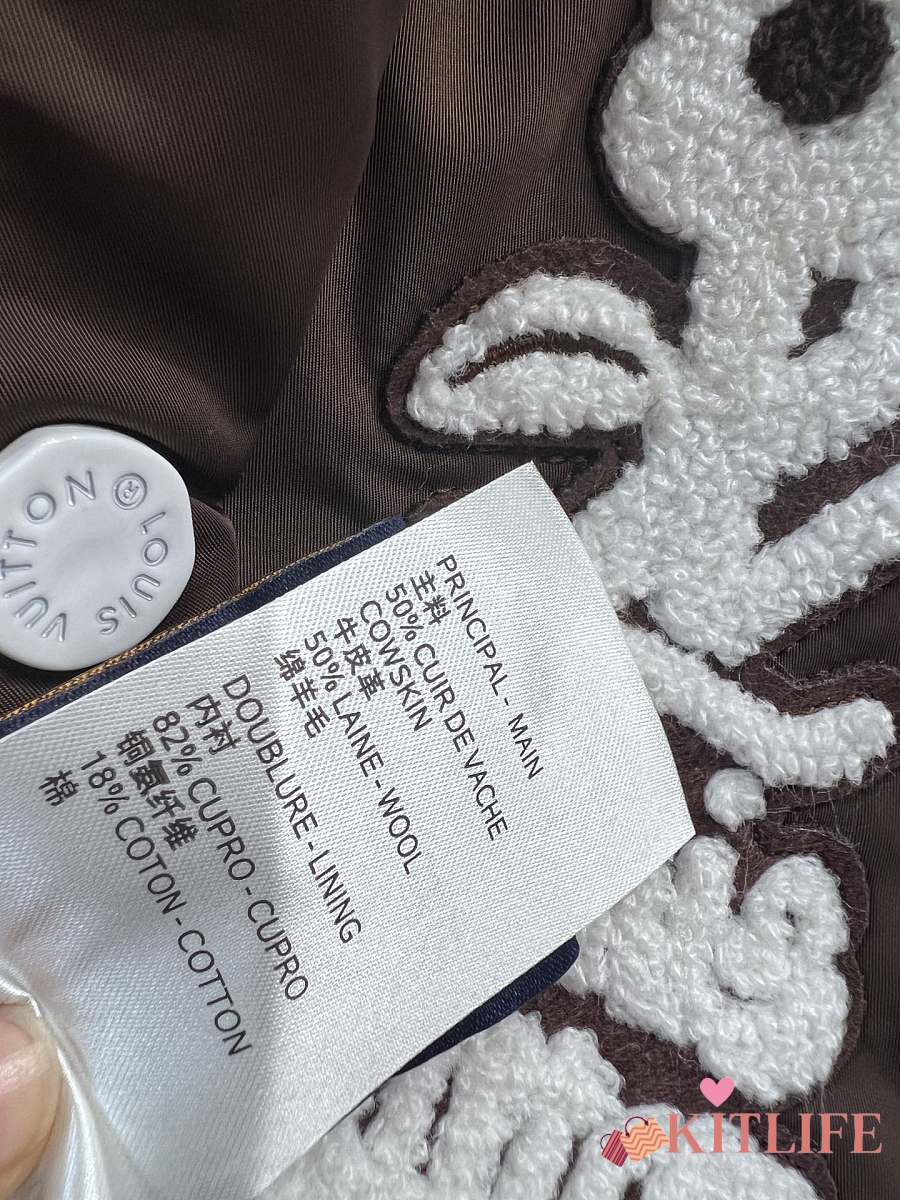 LOUIS VUITTON®
PRINCIPAL - MAIN
主料
50% CUIR DE VACHE
COWSKIN
牛皮革
50% LAINE - WOOL
绵羊毛
DOUBLURE - LINING
内衬
82% CUPRO - CUPRO
铜氨纤维
18% COTON - COTTON
棉
KITLIFE